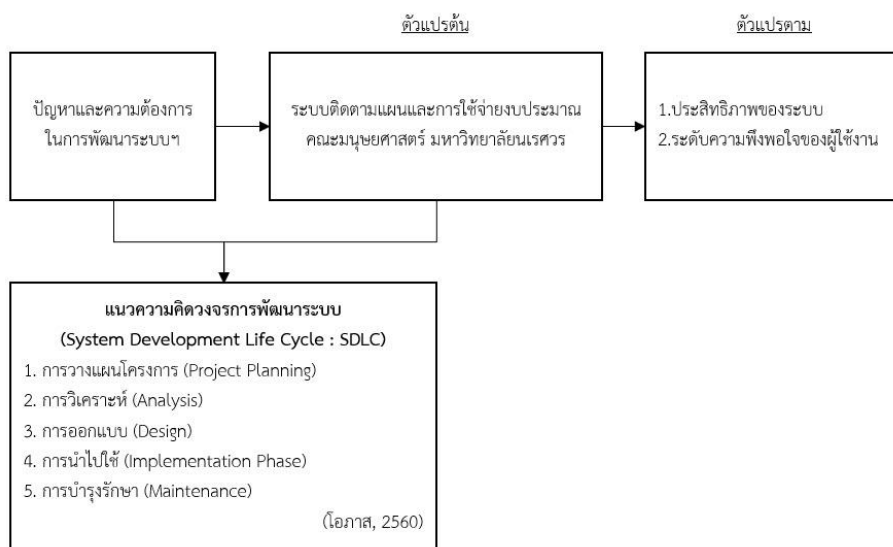 ตัวแปรต้น
ตัวแปรตาม
ปัญหาและความต้องการ
ในการพัฒนาระบบฯ
ระบบติดตามแผนและการใช้จ่ายงบประมาณ
คณะมนุษยศาสตร์ มหาวิทยาลัยนเรศวร
1.ประสิทธิภาพของระบบ
2.ระดับความพึงพอใจของผู้ใช้งาน
แนวความคิดวงจรการพัฒนาระบบ
(System Development Life Cycle : SDLC)
1. การวางแผนโครงการ (Project Planning)
2. การวิเคราะห์ (Analysis)
3. การออกแบบ (Design)
4. การนำไปใช้ (Implementation Phase)
5. การบำรุงรักษา (Maintenance)
(โอภาส, 2560)